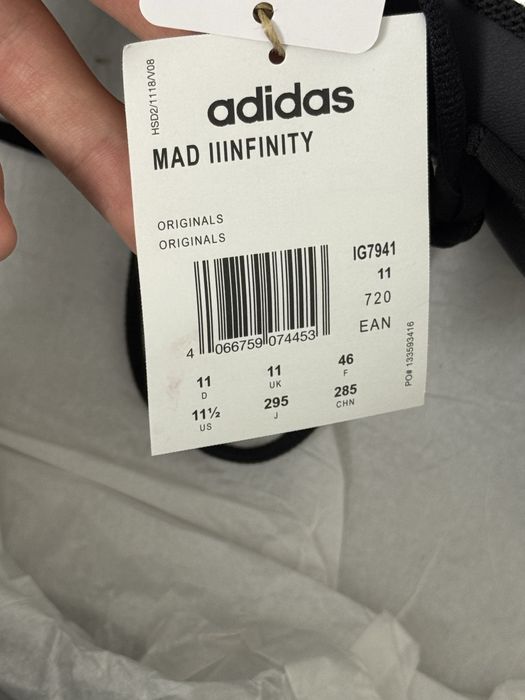 HSD2/1118/V08
adidas
MAD IIINFINITY
ORIGINALS
ORIGINALS
IG7941
11
720
EAN
4 066759 074453
11 11 46
D UK F
11½ 295 285
US J CHN
PO# 133593416